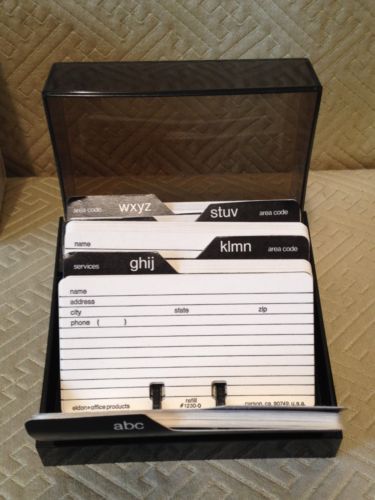 area code wxyz
stuv area code
name
klmn area code
services ghij
name
address
city state zip
phone ( )
eldon office products
refill
#1230-0
carson, ca. 90749, u.s.a.
abc